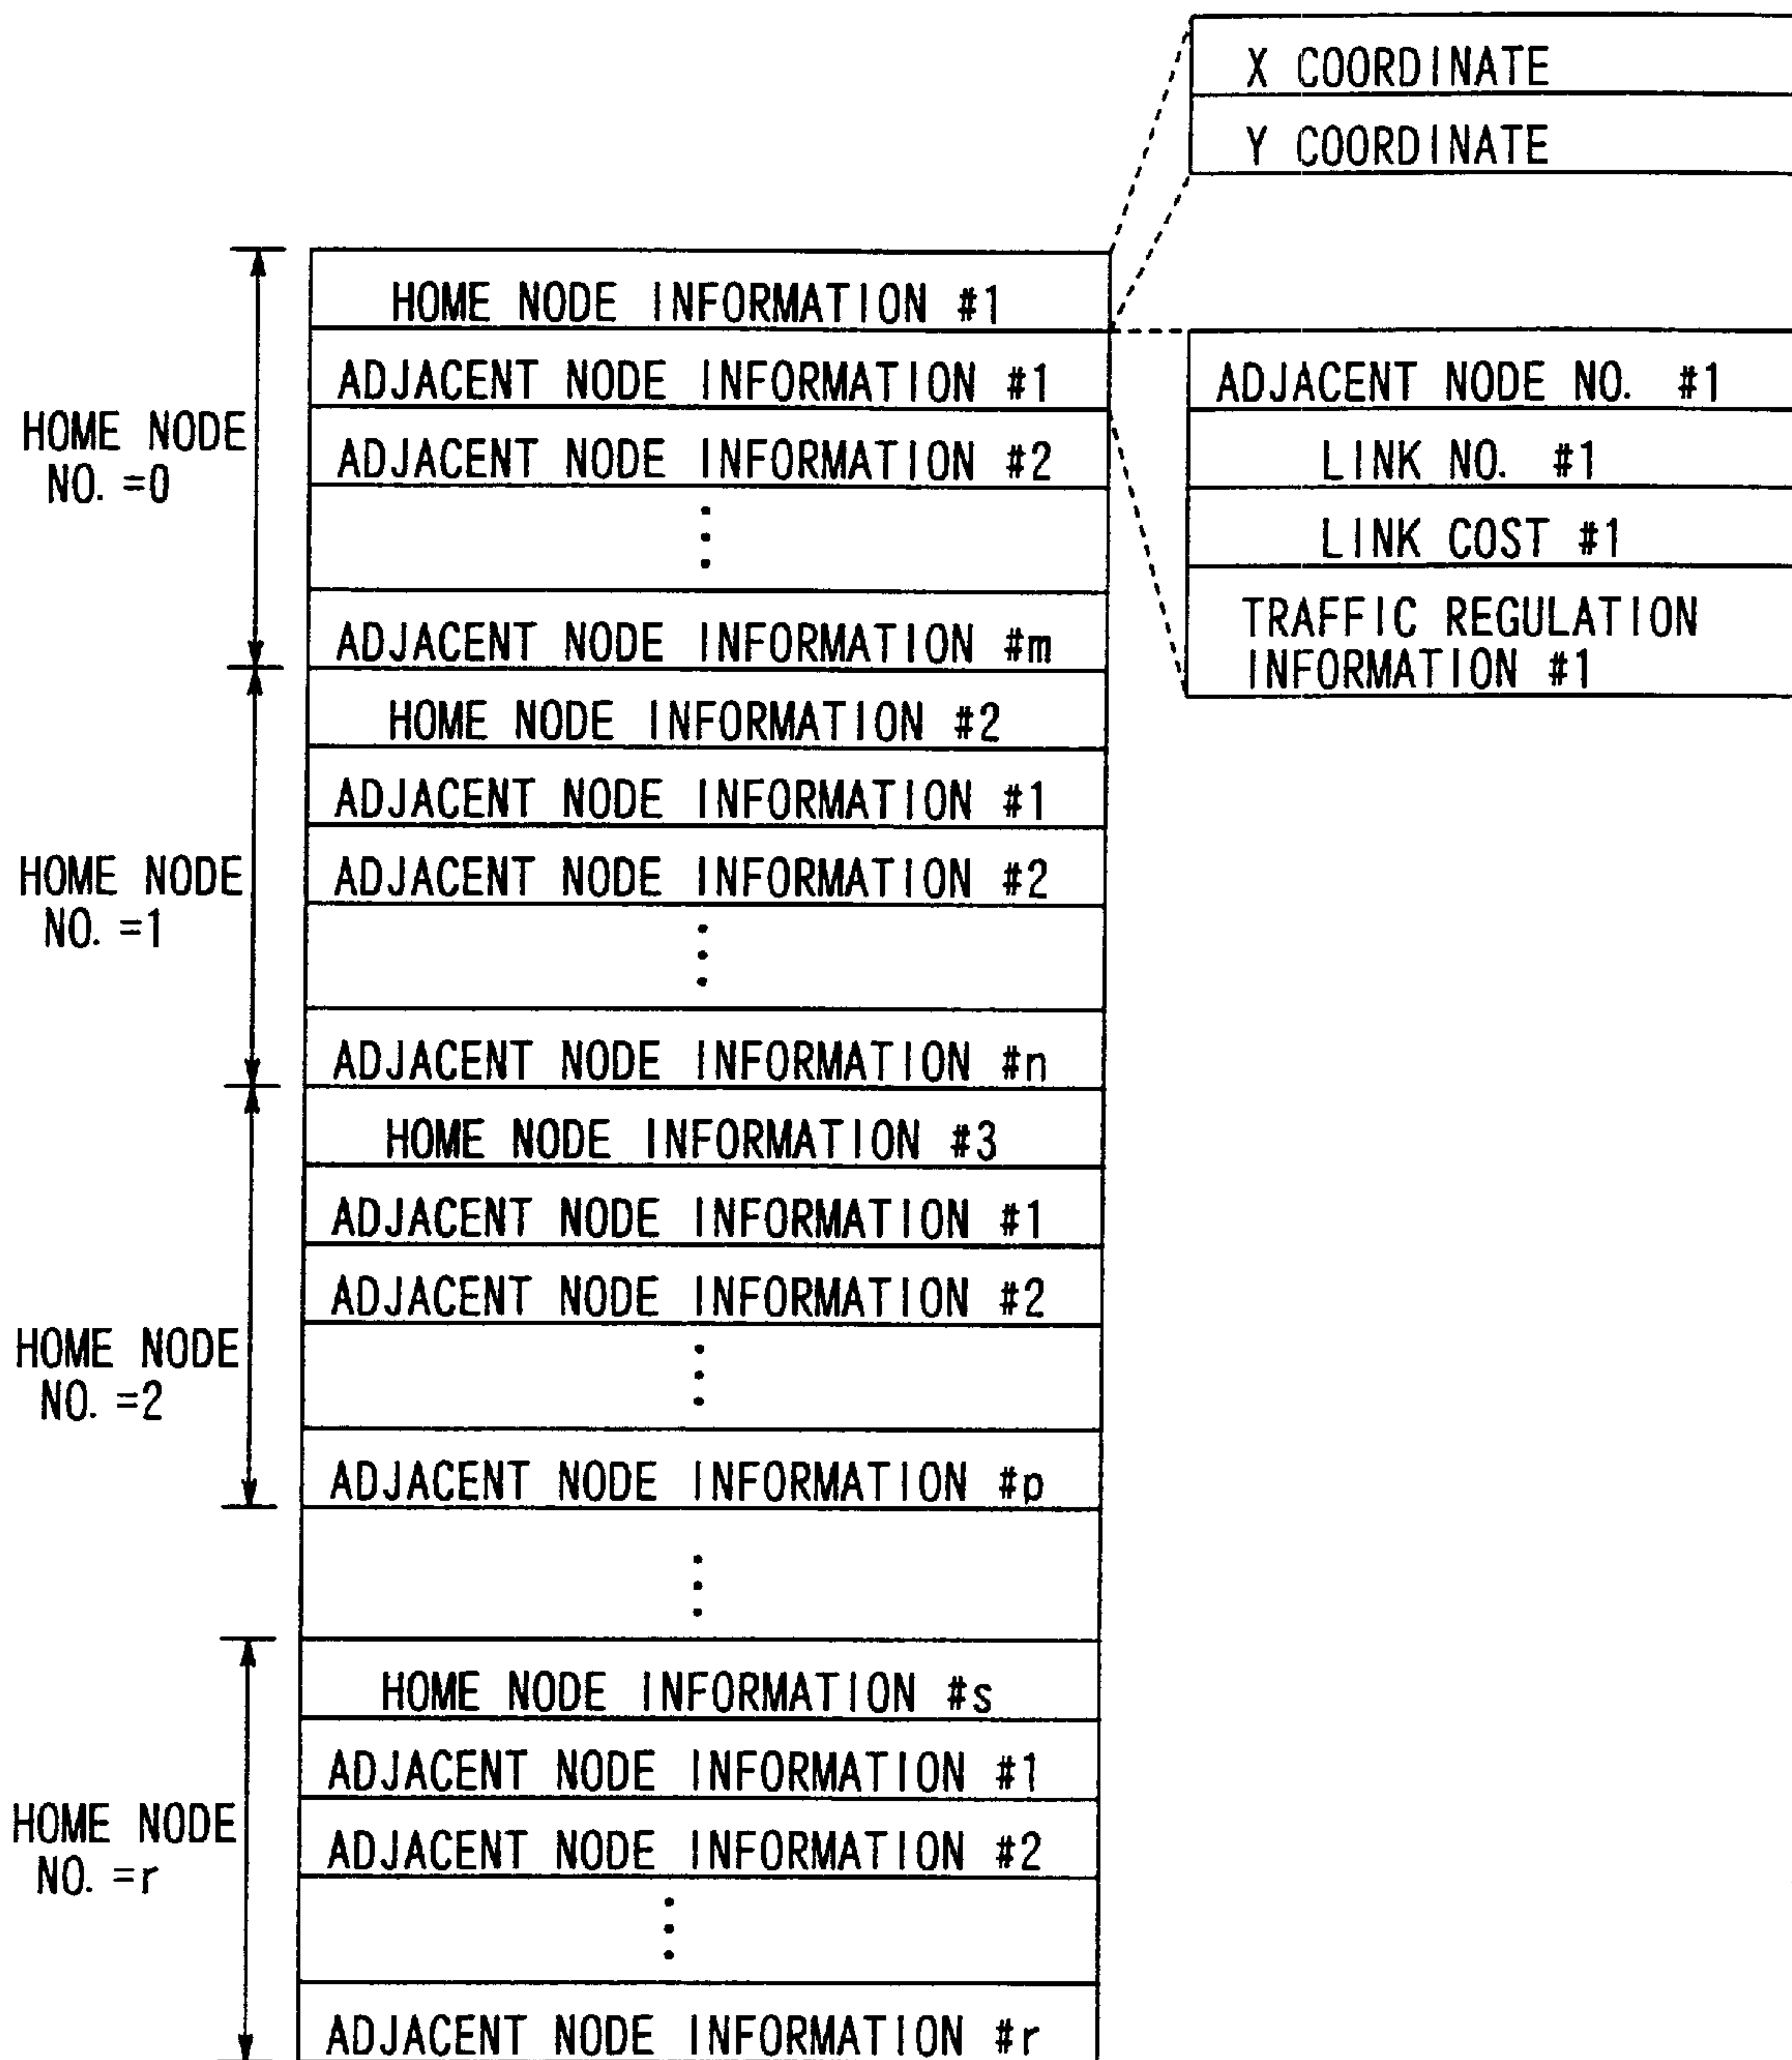 X COORDINATE
Y COORDINATE
HOME NODE INFORMATION #1
ADJACENT NODE INFORMATION #1
ADJACENT NODE INFORMATION #2
ADJACENT NODE INFORMATION #m
HOME NODE
NO. =0
ADJACENT NODE NO. #1
LINK NO. #1
LINK COST #1
TRAFFIC REGULATION
INFORMATION #1
HOME NODE INFORMATION #2
ADJACENT NODE INFORMATION #1
ADJACENT NODE INFORMATION #2
ADJACENT NODE INFORMATION #n
HOME NODE
NO. =1
HOME NODE INFORMATION #3
ADJACENT NODE INFORMATION #1
ADJACENT NODE INFORMATION #2
ADJACENT NODE INFORMATION #p
HOME NODE
NO. =2
HOME NODE INFORMATION #s
ADJACENT NODE INFORMATION #1
ADJACENT NODE INFORMATION #2
ADJACENT NODE INFORMATION #r
HOME NODE
NO. =r